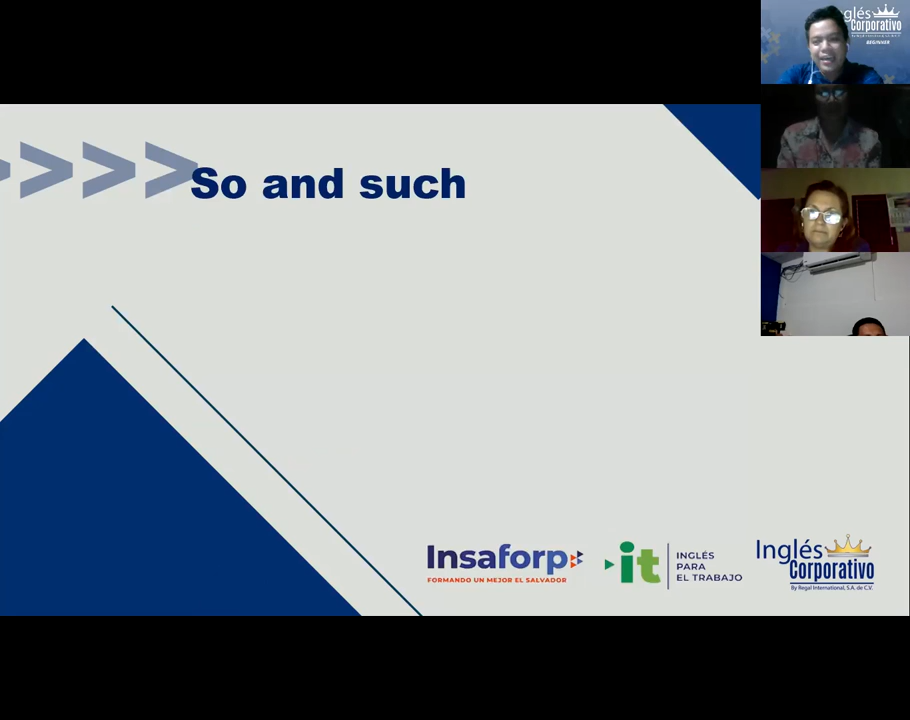 glés
Corporativo
BEGINNER
>>>>
So and such
Insaforp
FORMANDO UN MEJOR EL SALVADOR
it
INGLÉS
PARA
EL TRABAJO
Inglés
Corporativo
By Regal International, S.A. de C.V.